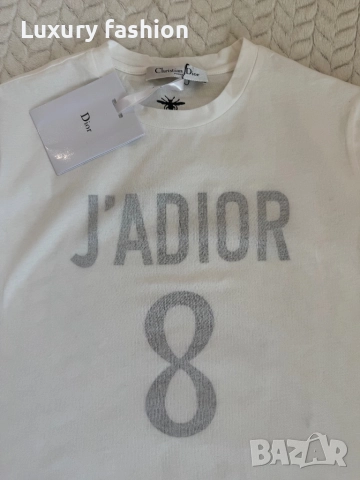 Luxury fashion
Christian Dior
Dior
J'ADIOR
8
BAZAR
bg